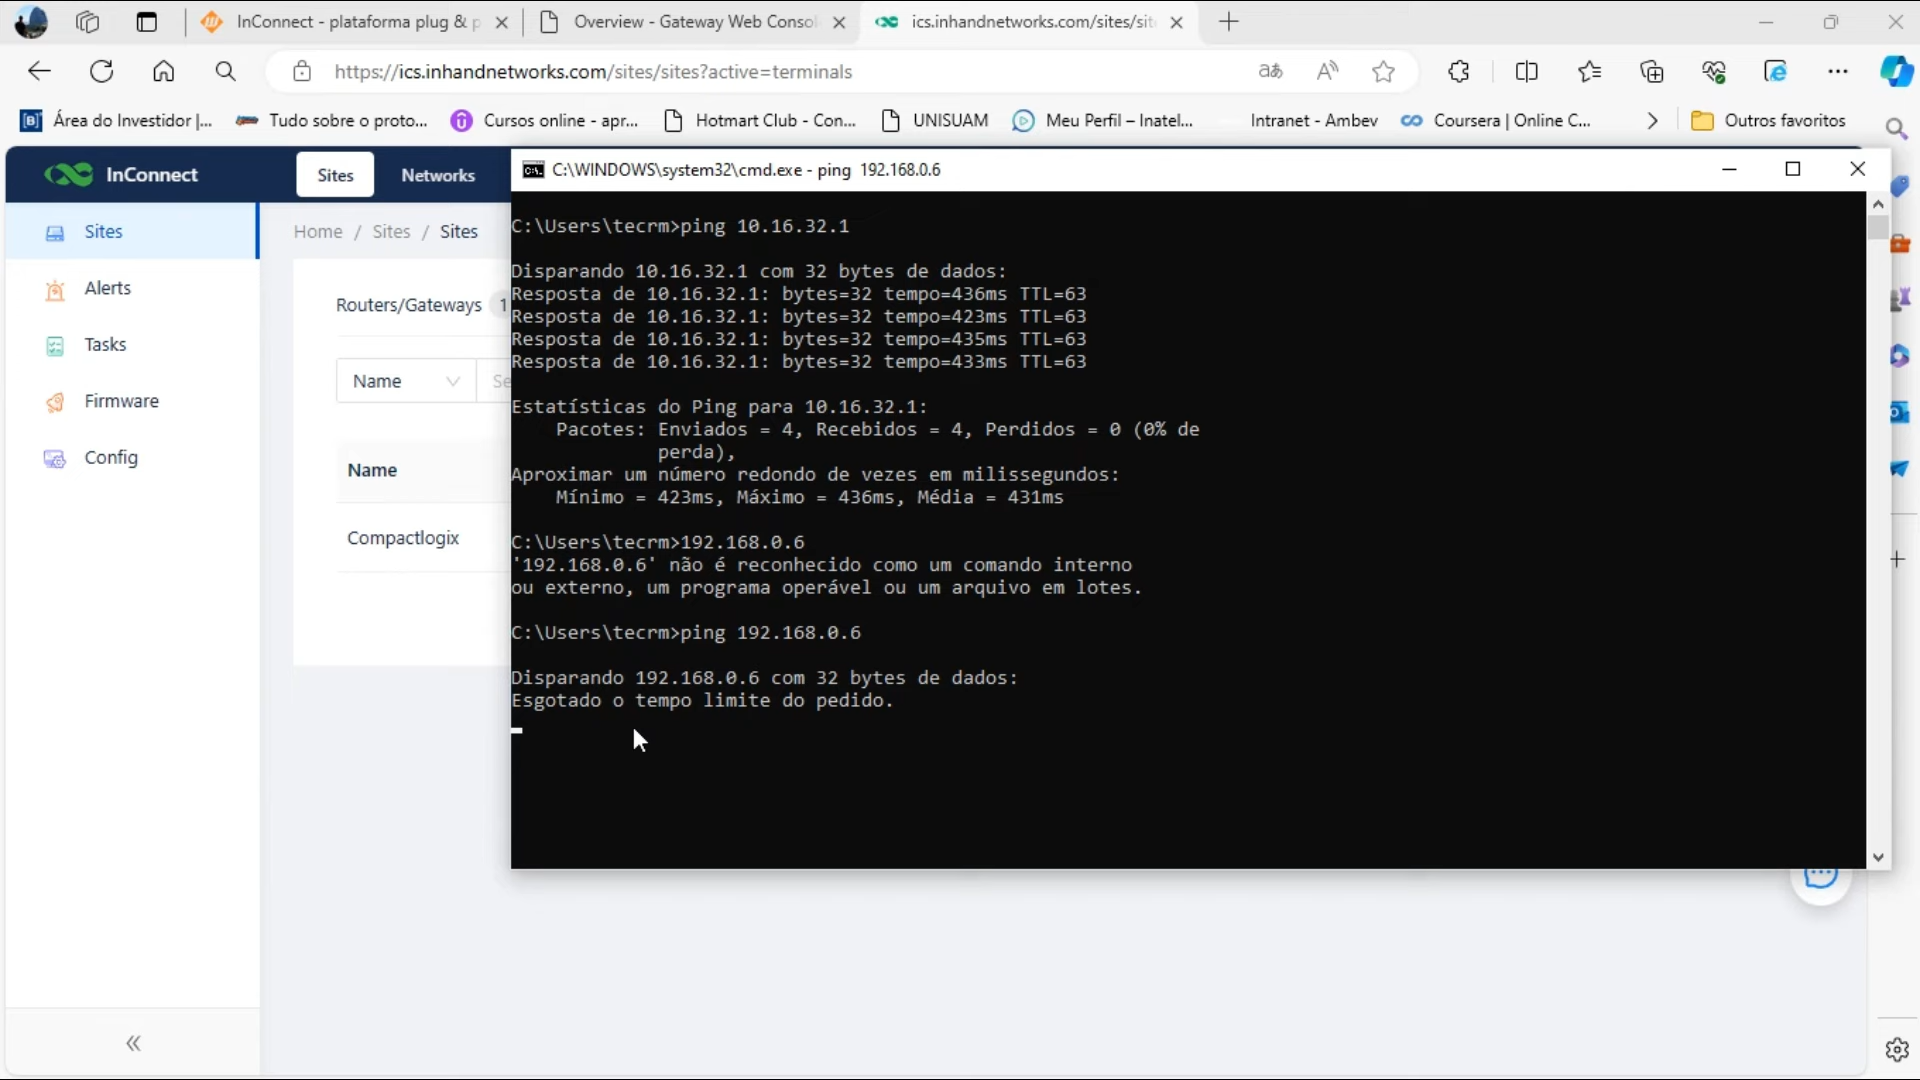 InConnect - plataforma plug & p
Overview - Gateway Web Consol
ics.inhandnetworks.com/sites/sit
https://ics.inhandnetworks.com/sites/sites?active=terminals
Área do Investidor |...
Tudo sobre o proto...
Cursos online - apr...
Hotmart Club - Con...
UNISUAM
Meu Perfil – Inatel...
Intranet - Ambev
Coursera | Online C...
Outros favoritos
InConnect
Sites
Networks
C:\WINDOWS\system32\cmd.exe - ping 192.168.0.6
Sites
Alerts
Tasks
Firmware
Config
Home / Sites / Sites
Routers/Gateways 1
Name
Se
Name
Compactlogix
C:\Users\tecrm>ping 10.16.32.1
Disparando 10.16.32.1 com 32 bytes de dados:
Resposta de 10.16.32.1: bytes=32 tempo=436ms TTL=63
Resposta de 10.16.32.1: bytes=32 tempo=423ms TTL=63
Resposta de 10.16.32.1: bytes=32 tempo=435ms TTL=63
Resposta de 10.16.32.1: bytes=32 tempo=433ms TTL=63
Estatísticas do Ping para 10.16.32.1:
Pacotes: Enviados = 4, Recebidos = 4, Perdidos = 0 (0% de
perda),
Aproximar um número redondo de vezes em milissegundos:
Mínimo = 423ms, Máximo = 436ms, Média = 431ms
C:\Users\tecrm>192.168.0.6
'192.168.0.6' não é reconhecido como um comando interno
ou externo, um programa operável ou um arquivo em lotes.
C:\Users\tecrm>ping 192.168.0.6
Disparando 192.168.0.6 com 32 bytes de dados:
Esgotado o tempo limite do pedido.